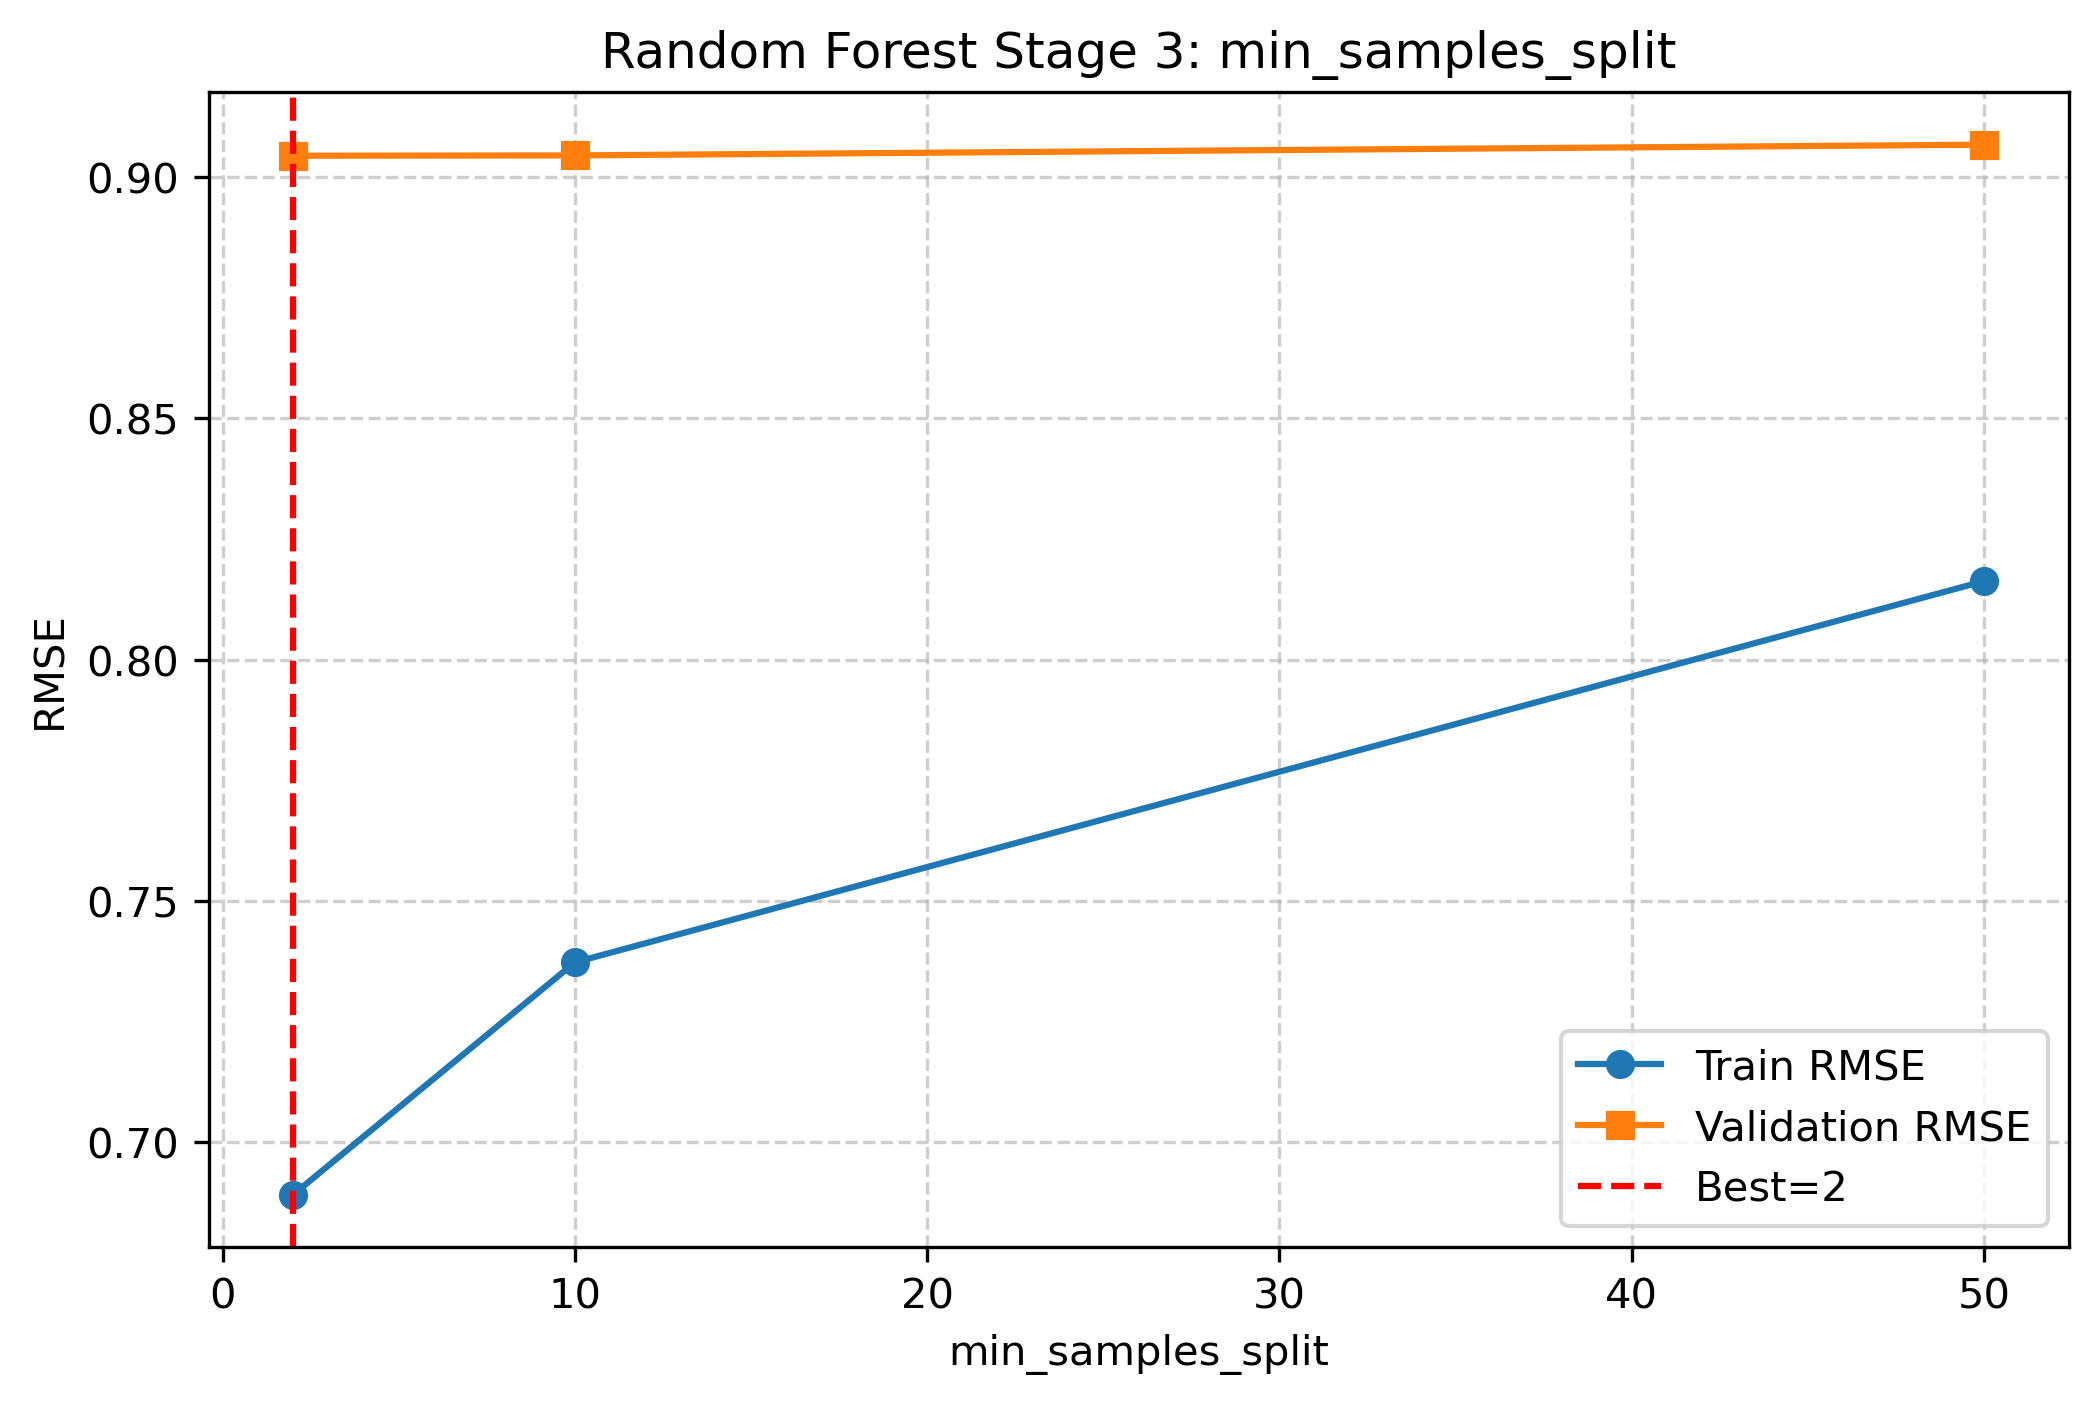 Random Forest Stage 3: min_samples_split
0.90
0.85
0.80
0.75
0.70
RMSE
0 10 20 30 40 50
min_samples_split
Train RMSE
Validation RMSE
Best=2